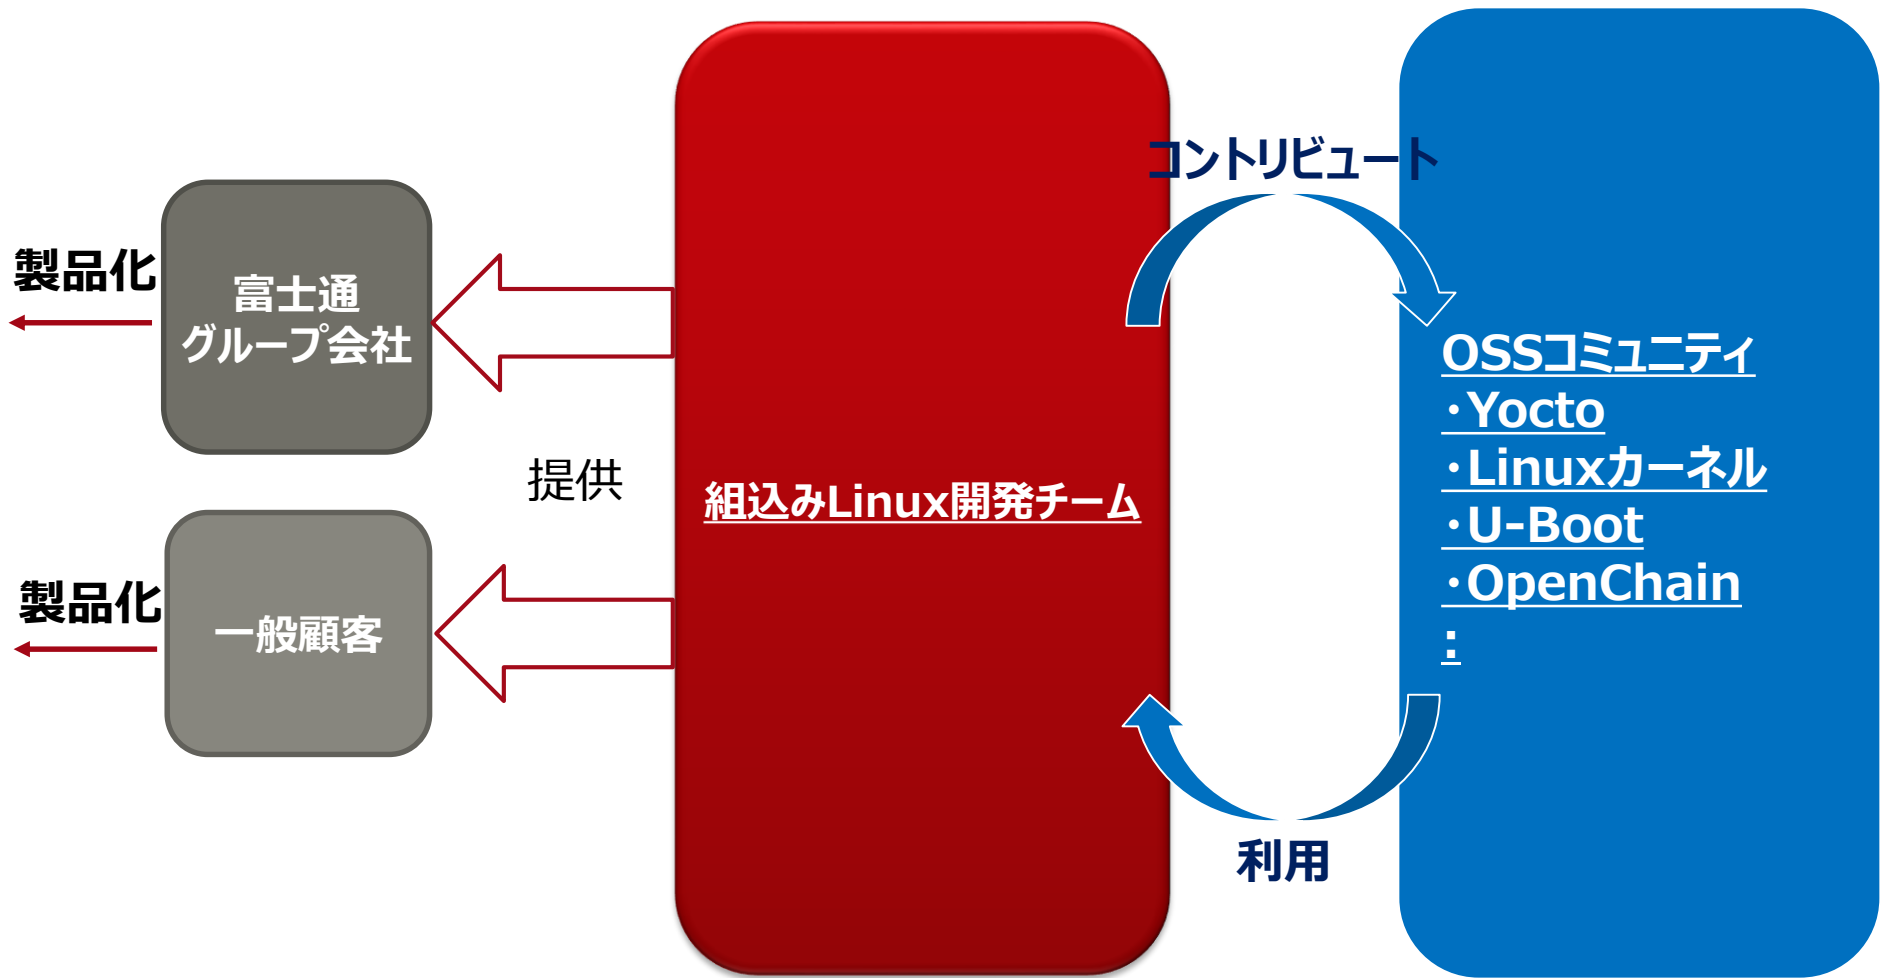 製品化
富士通
グループ会社
製品化
一般顧客
提供
組込みLinux開発チーム
コントリビュート
利用
OSSコミュニティ
・Yocto
・Linuxカーネル
・U-Boot
・OpenChain
: